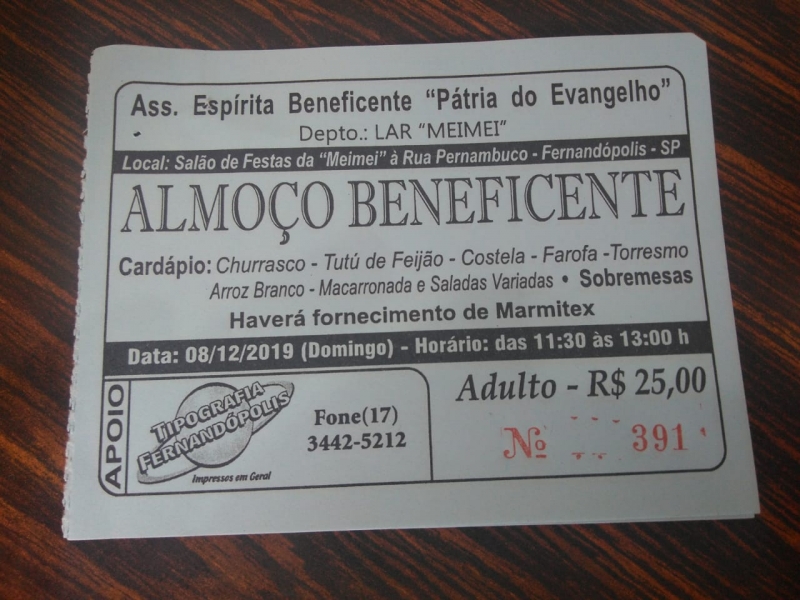 Ass. Espírita Beneficente "Pátria do Evangelho"
Depto.: LAR "MEIMEI"
Local: Salão de Festas da "Meimei" à Rua Pernambuco - Fernandópolis - SP
ALMOÇO BENEFICENTE
Cardápio: Churrasco - Tutú de Feijão - Costela - Farofa -Torresmo
Arroz Branco - Macarronada e Saladas Variadas • Sobremesas
Haverá fornecimento de Marmitex
Data: 08/12/2019 (Domingo) - Horário: das 11:30 às 13:00 h
APOIO
TIPOGRAFIA
FERNANDÓPOLIS
Impressos em Geral
Fone(17)
3442-5212
Adulto - R$ 25,00
Nº 391